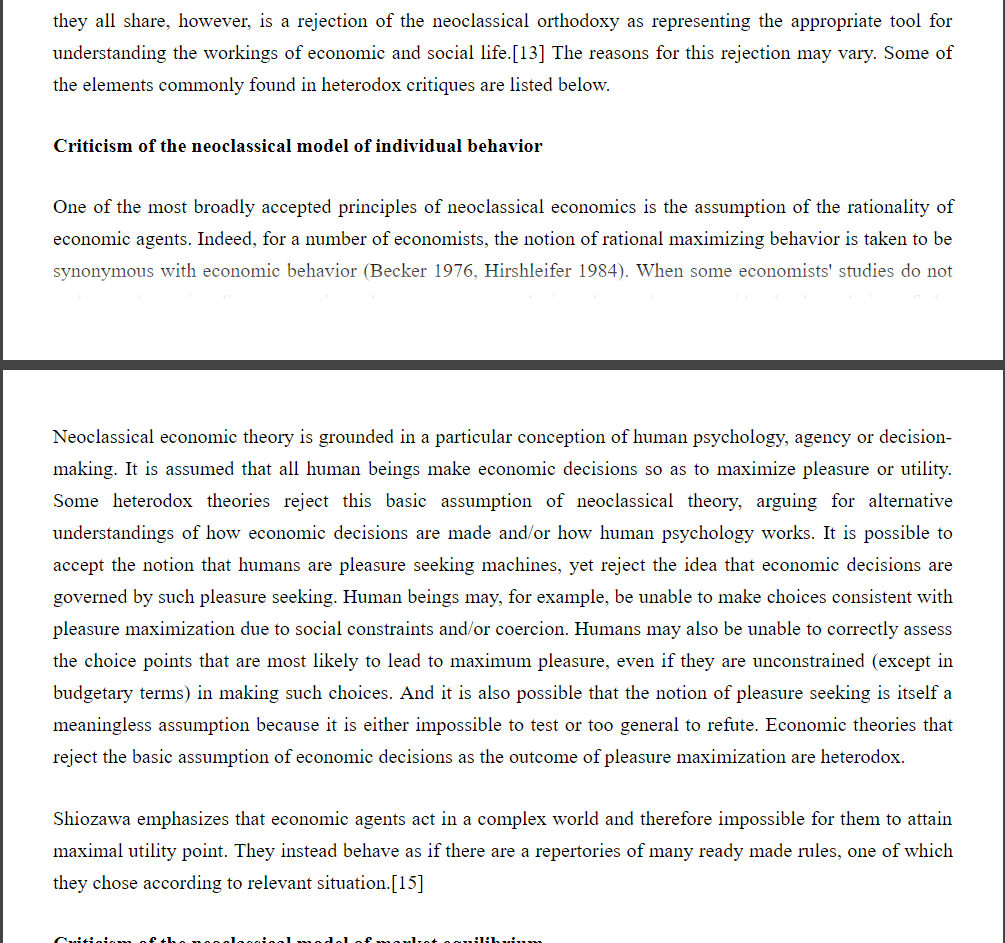 they all share, however, is a rejection of the neoclassical orthodoxy as representing the appropriate tool for
understanding the workings of economic and social life.[13] The reasons for this rejection may vary. Some of
the elements commonly found in heterodox critiques are listed below.
Criticism of the neoclassical model of individual behavior
One of the most broadly accepted principles of neoclassical economics is the assumption of the rationality of
economic agents. Indeed, for a number of economists, the notion of rational maximizing behavior is taken to be
synonymous with economic behavior (Becker 1976, Hirshleifer 1984). When some economists' studies do not
Neoclassical economic theory is grounded in a particular conception of human psychology, agency or decision-
making. It is assumed that all human beings make economic decisions so as to maximize pleasure or utility.
Some heterodox theories reject this basic assumption of neoclassical theory, arguing for alternative
understandings of how economic decisions are made and/or how human psychology works. It is possible to
accept the notion that humans are pleasure seeking machines, yet reject the idea that economic decisions are
governed by such pleasure seeking. Human beings may, for example, be unable to make choices consistent with
pleasure maximization due to social constraints and/or coercion. Humans may also be unable to correctly assess
the choice points that are most likely to lead to maximum pleasure, even if they are unconstrained (except in
budgetary terms) in making such choices. And it is also possible that the notion of pleasure seeking is itself a
meaningless assumption because it is either impossible to test or too general to refute. Economic theories that
reject the basic assumption of economic decisions as the outcome of pleasure maximization are heterodox.
Shiozawa emphasizes that economic agents act in a complex world and therefore impossible for them to attain
maximal utility point. They instead behave as if there are a repertories of many ready made rules, one of which
they chose according to relevant situation.[15]
Criticism of the neoclassical model of market equilibrium